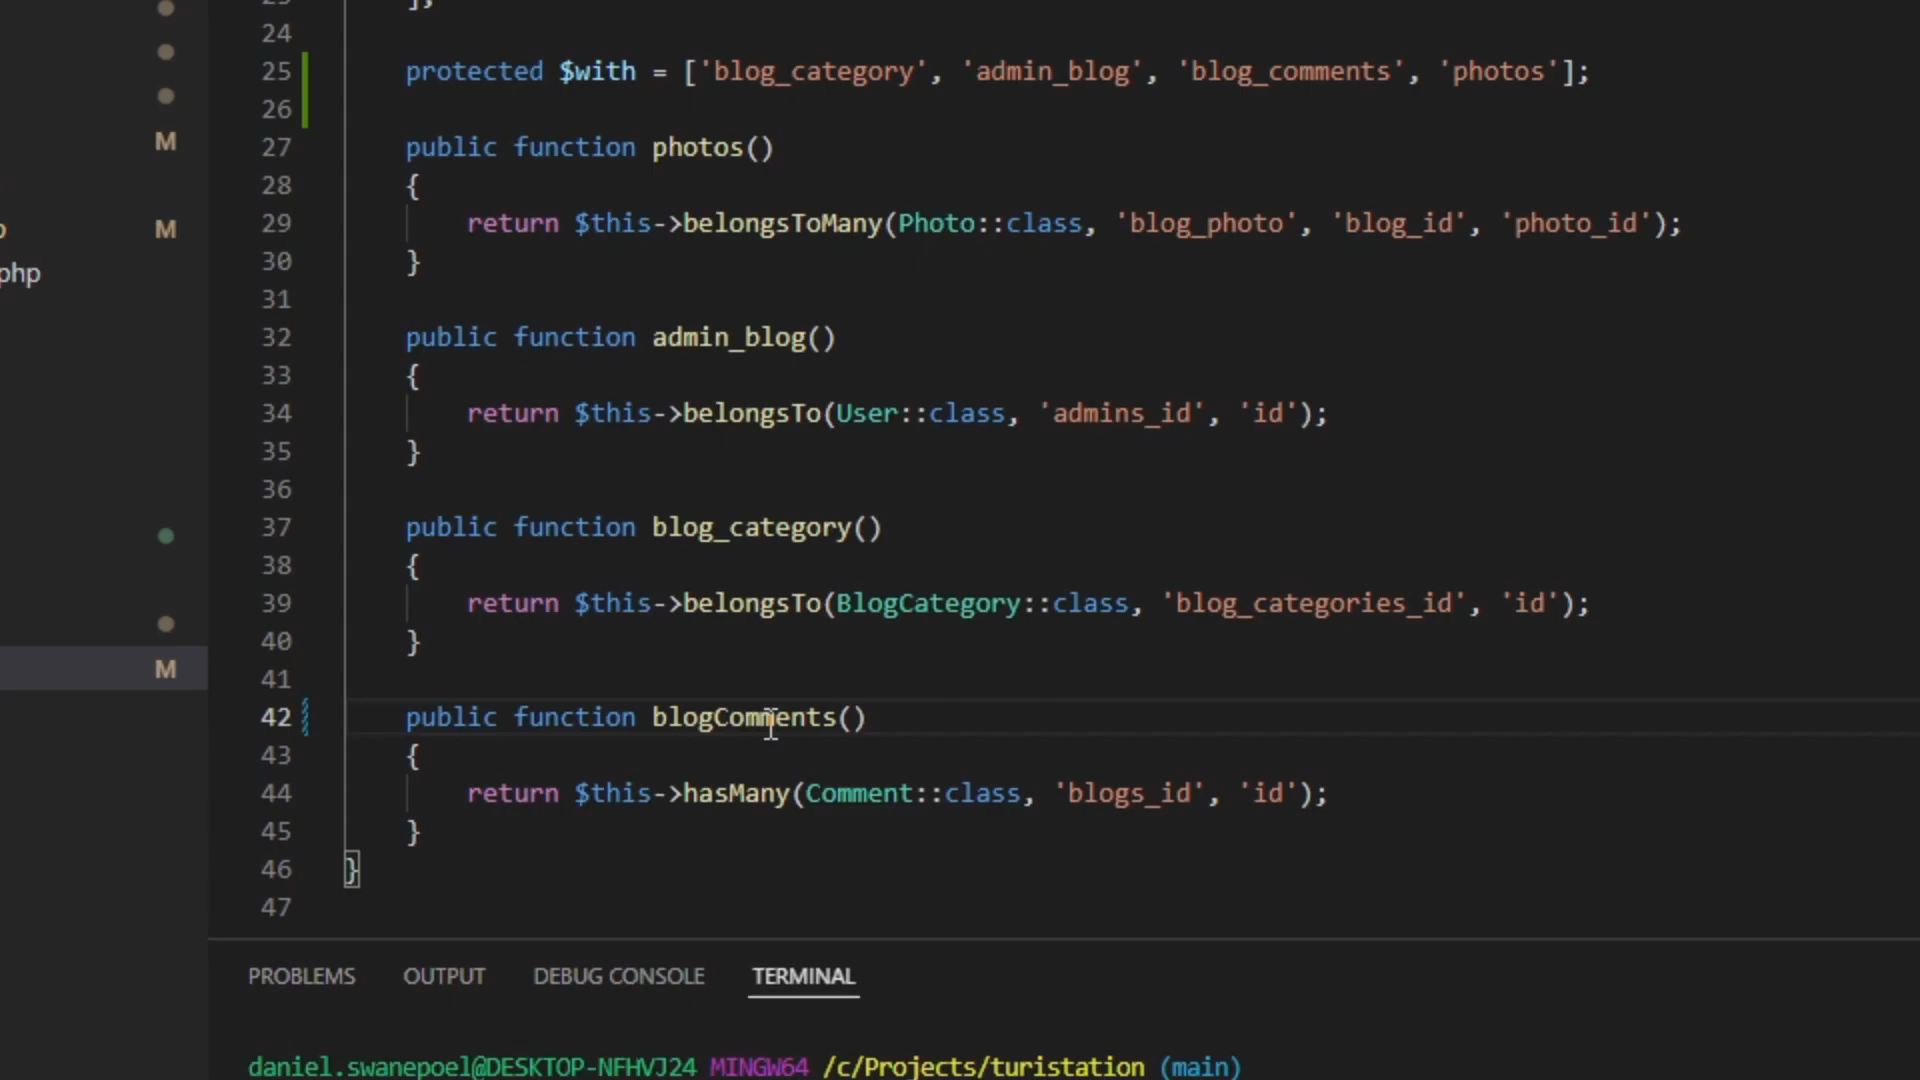 ];
24
25 protected $with = ['blog_category', 'admin_blog', 'blog_comments', 'photos'];
26
M
27 public function photos()
28 {
M
29 return $this->belongsToMany(Photo::class, 'blog_photo', 'blog_id', 'photo_id');
30 }
php
31
32 public function admin_blog()
33 {
34 return $this->belongsTo(User::class, 'admins_id', 'id');
35 }
36
37 public function blog_category()
38 {
39 return $this->belongsTo(BlogCategory::class, 'blog_categories_id', 'id');
40 }
M
41
42 public function blogComments()
43 {
44 return $this->hasMany(Comment::class, 'blogs_id', 'id');
45 }
46 }
47
PROBLEMS OUTPUT DEBUG CONSOLE TERMINAL
daniel.swanepoel@DESKTOP-NFHVJ24 MINGW64 /c/Projects/turistation (main)